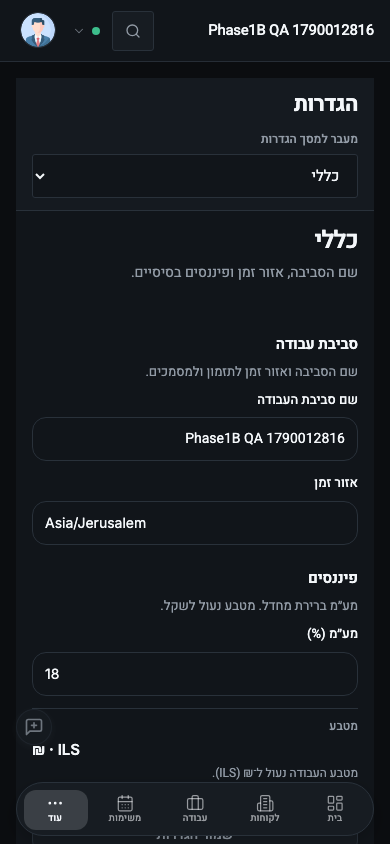 Phase1B QA 1790012816
הגדרות
מעבר למסך הגדרות
כללי
כללי
שם הסביבה, אזור זמן ופיננסים בסיסיים.
סביבת עבודה
שם הסביבה ואזור זמן לתזמון ולמסמכים.
שם סביבת העבודה
Phase1B QA 1790012816
אזור זמן
Asia/Jerusalem
פיננסים
מע״מ ברירת מחדל. מטבע נעול לשקל.
מע״מ (%)
18
מטבע
₪ · ILS
מטבע העבודה נעול ל־₪ (ILS).
בית
לקוחות
עבודה
משימות
עוד